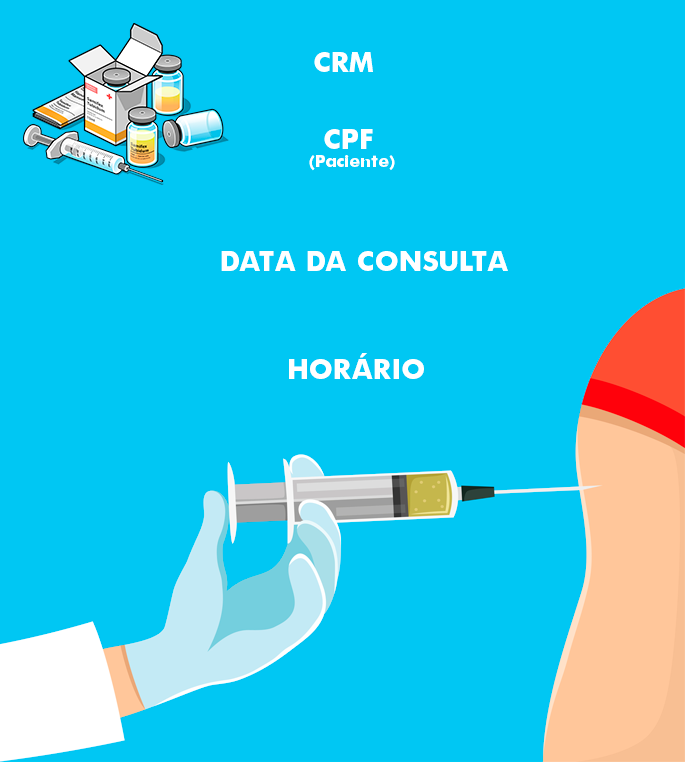 CRM
CPF
(Paciente)
DATA DA CONSULTA
HORÁRIO